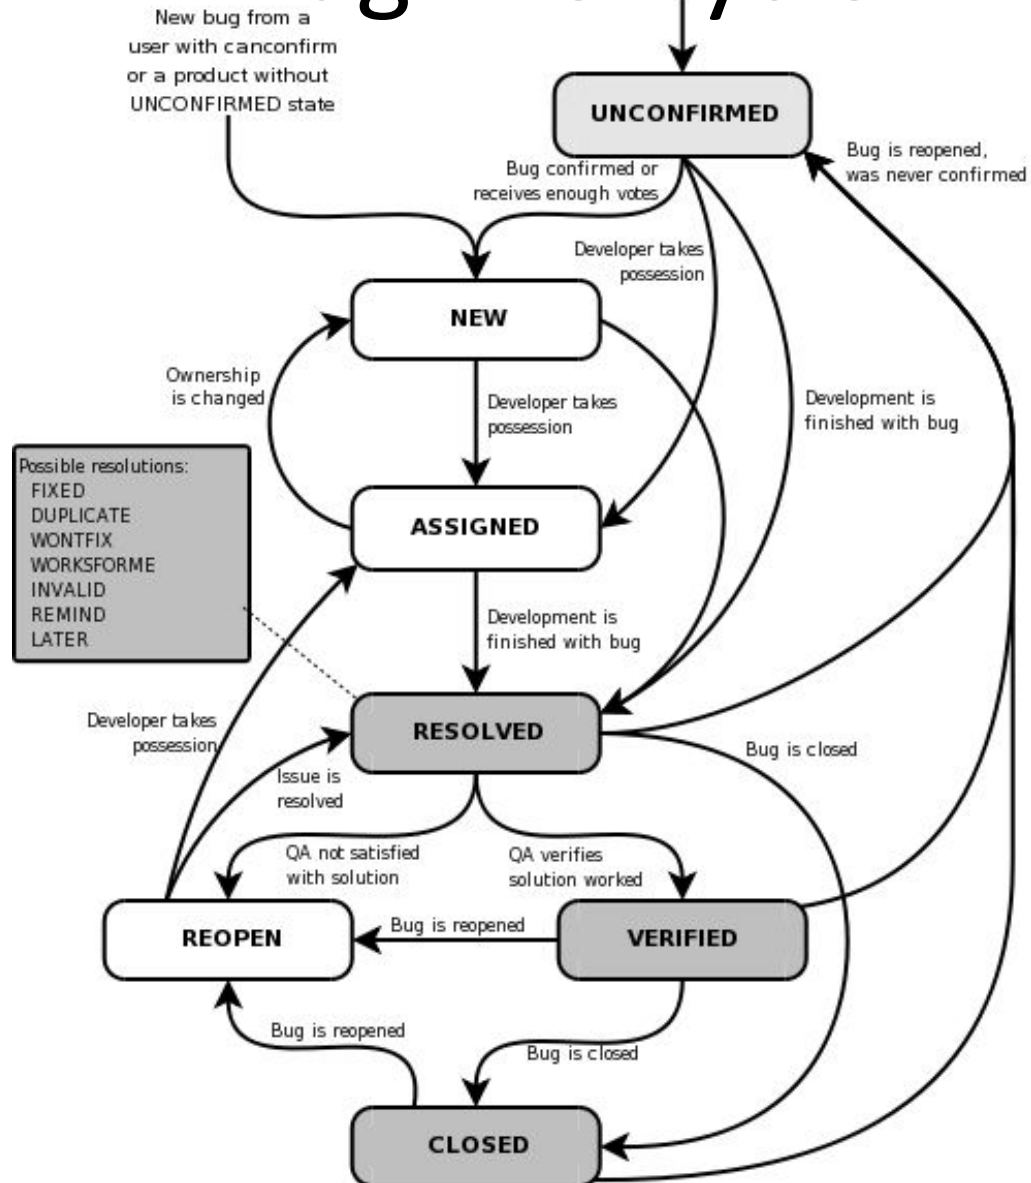 New bug from a
user with canconfirm
or a product without
UNCONFIRMED state
UNCONFIRMED
Bug is reopened,
was never confirmed
Bug confirmed or
receives enough votes
Developer takes
possession
NEW
Ownership
is changed
Developer takes
possession
Development is
finished with bug
Possible resolutions:
FIXED
DUPLICATE
WONTFIX
WORKSFORME
INVALID
REMIND
LATER
ASSIGNED
Development is
finished with bug
Developer takes
possession
RESOLVED
Bug is closed
Issue is
resolved
QA not satisfied
with solution
QA verifies
solution worked
REOPEN
Bug is reopened
VERIFIED
Bug is reopened
Bug is closed
CLOSED